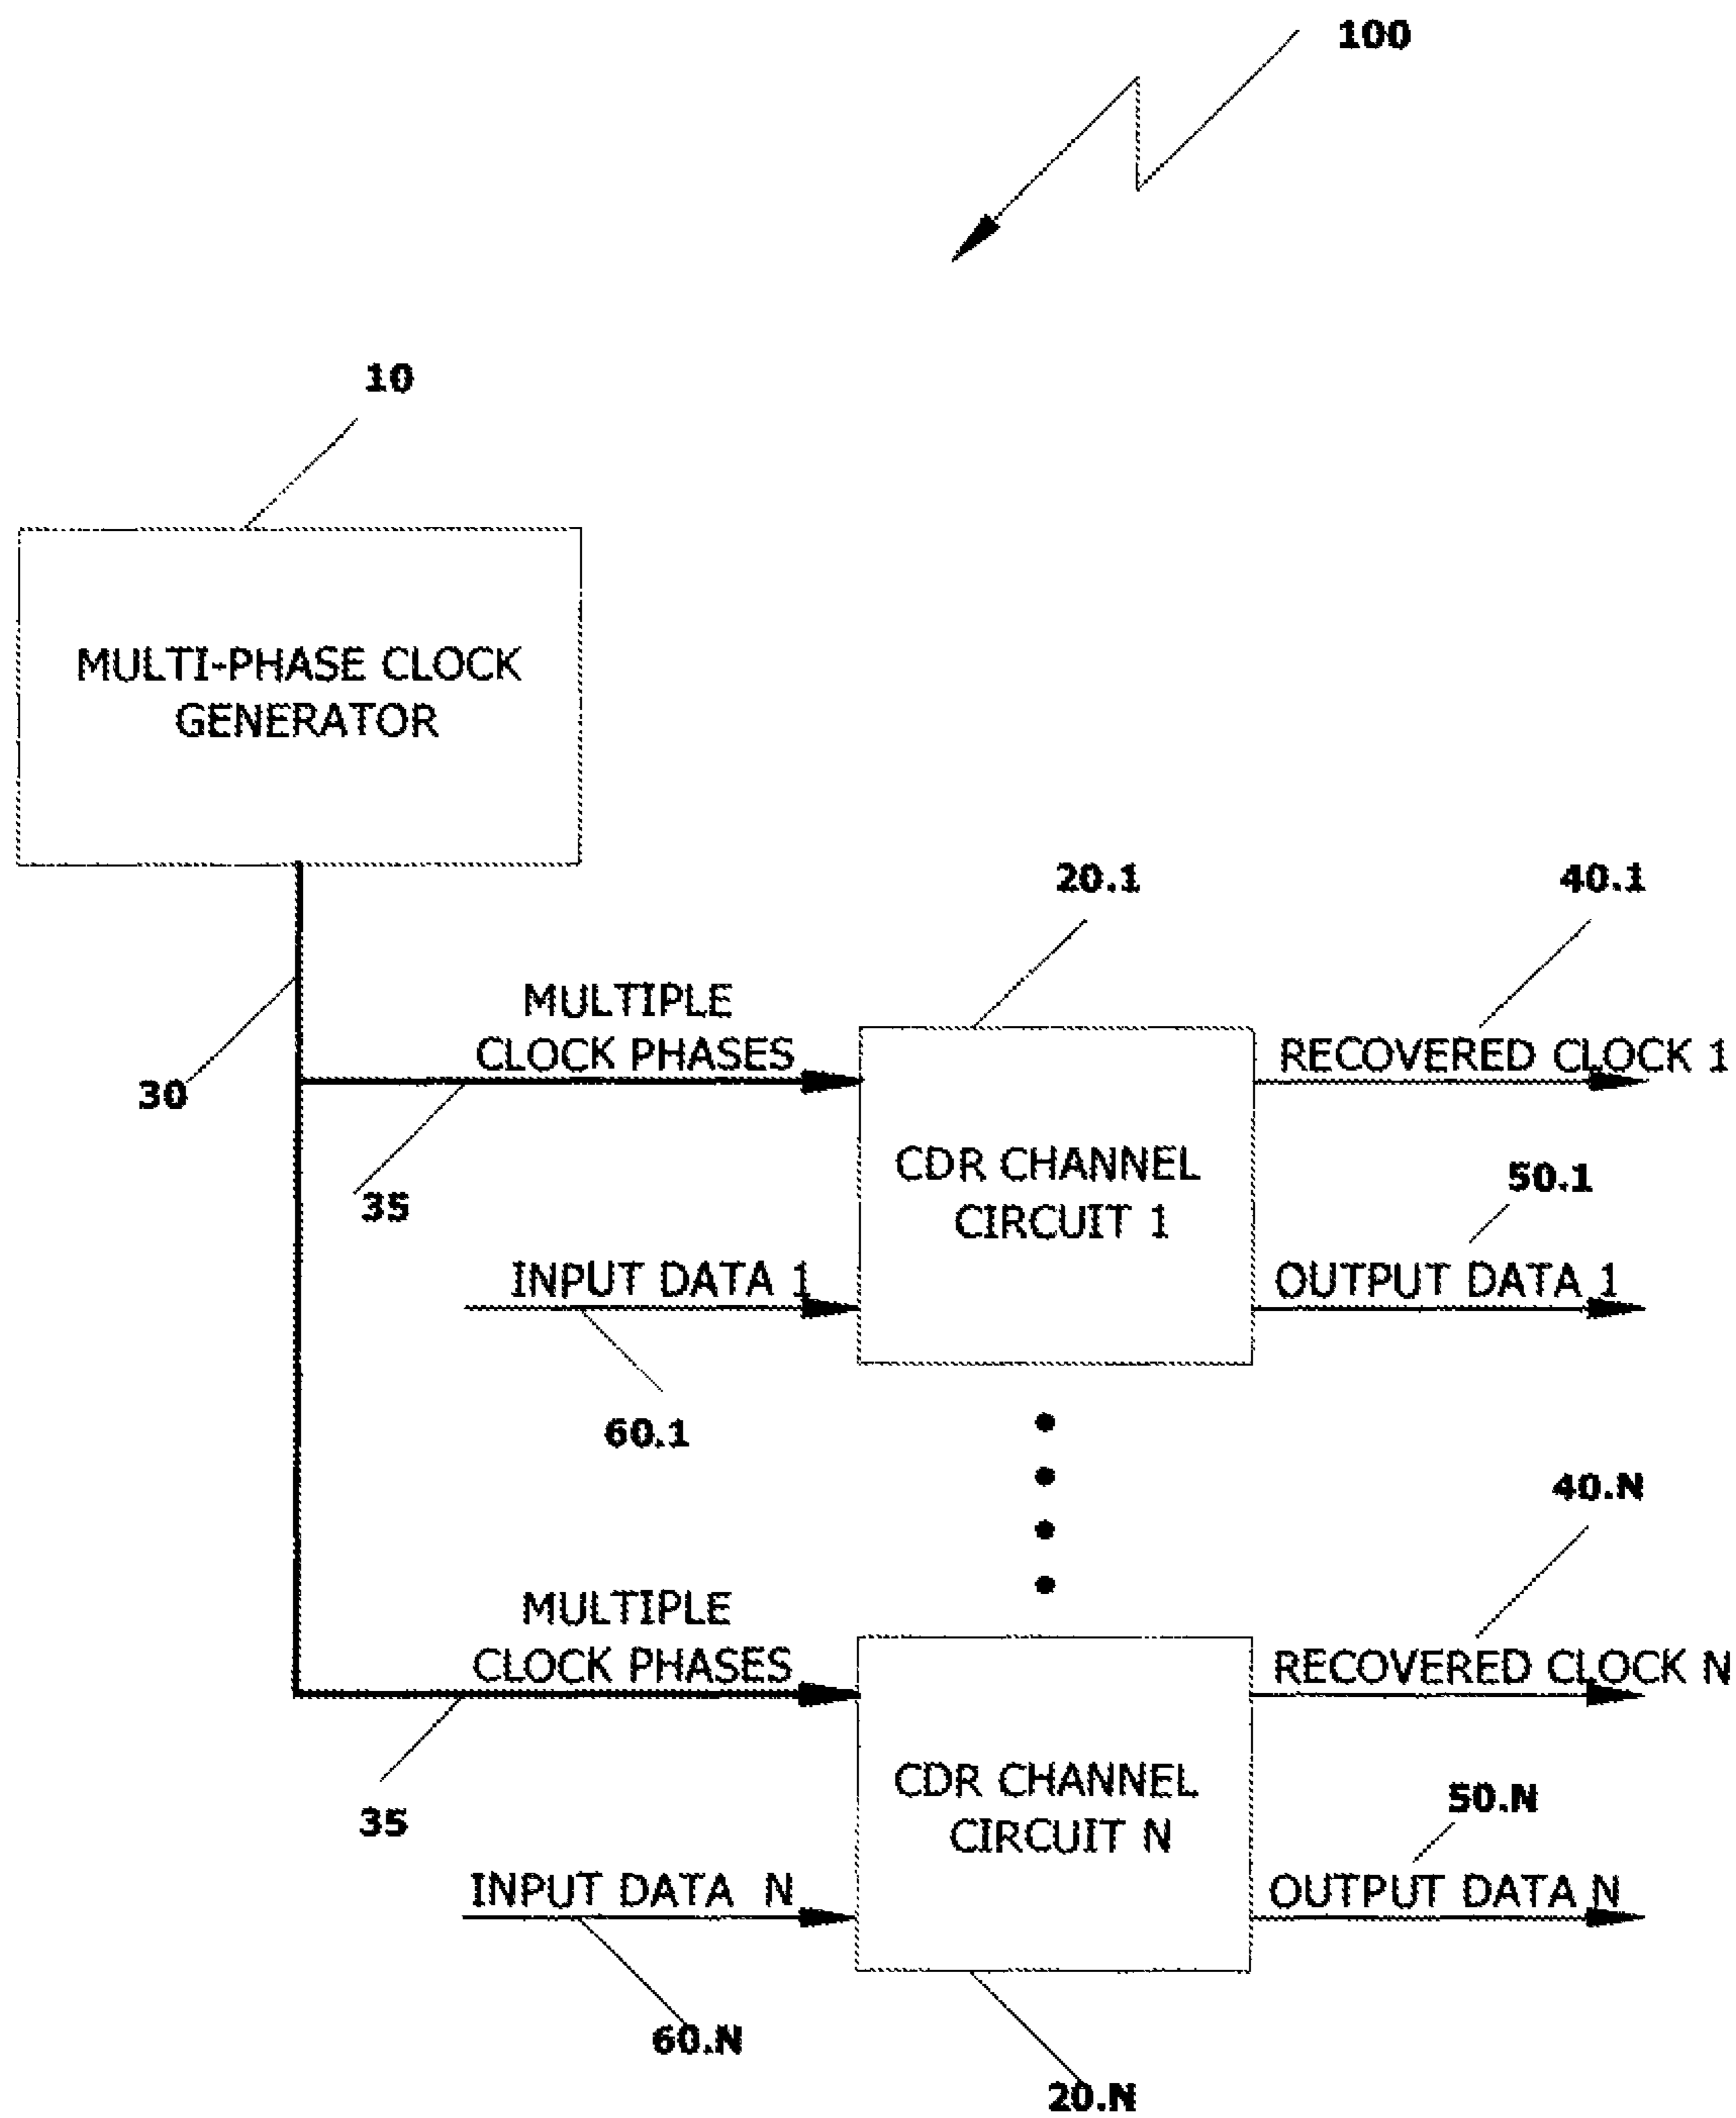 100
10
MULTI-PHASE CLOCK
GENERATOR
20.1
40.1
30
MULTIPLE
CLOCK PHASES
RECOVERED CLOCK 1
35
CDR CHANNEL
CIRCUIT 1
50.1
INPUT DATA 1
OUTPUT DATA 1
60.1
40.N
MULTIPLE
CLOCK PHASES
RECOVERED CLOCK N
35
CDR CHANNEL
CIRCUIT N
50.N
INPUT DATA N
OUTPUT DATA N
60.N
20.N